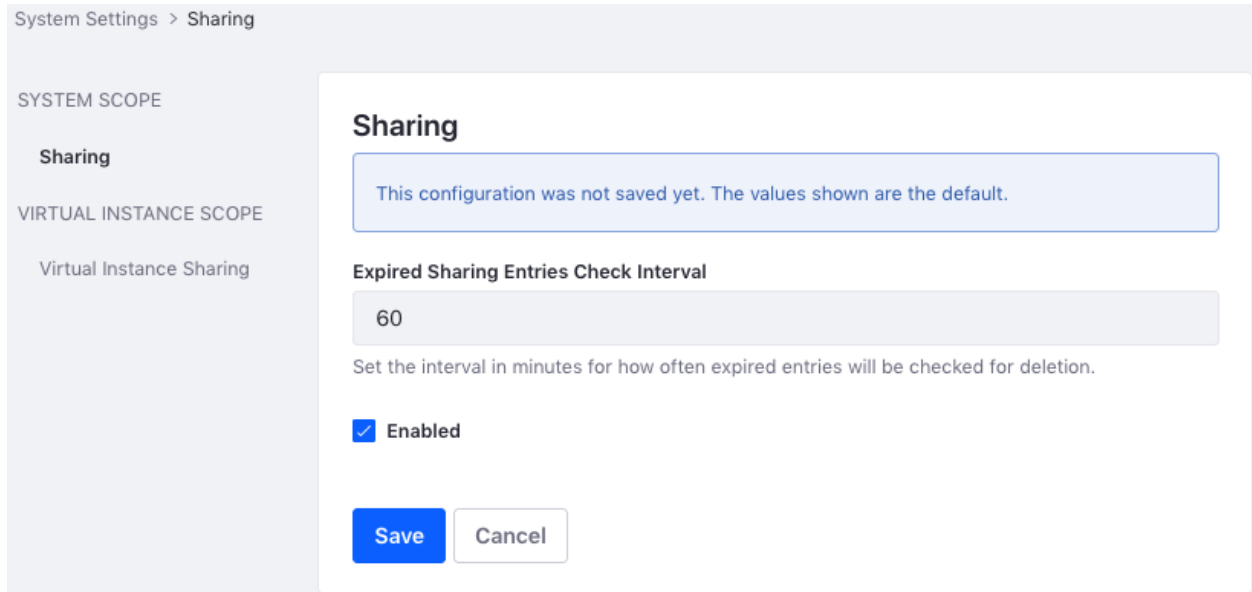 System Settings > Sharing
SYSTEM SCOPE
Sharing
VIRTUAL INSTANCE SCOPE
Virtual Instance Sharing
Sharing
This configuration was not saved yet. The values shown are the default.
Expired Sharing Entries Check Interval
60
Set the interval in minutes for how often expired entries will be checked for deletion.
Enabled
Save Cancel